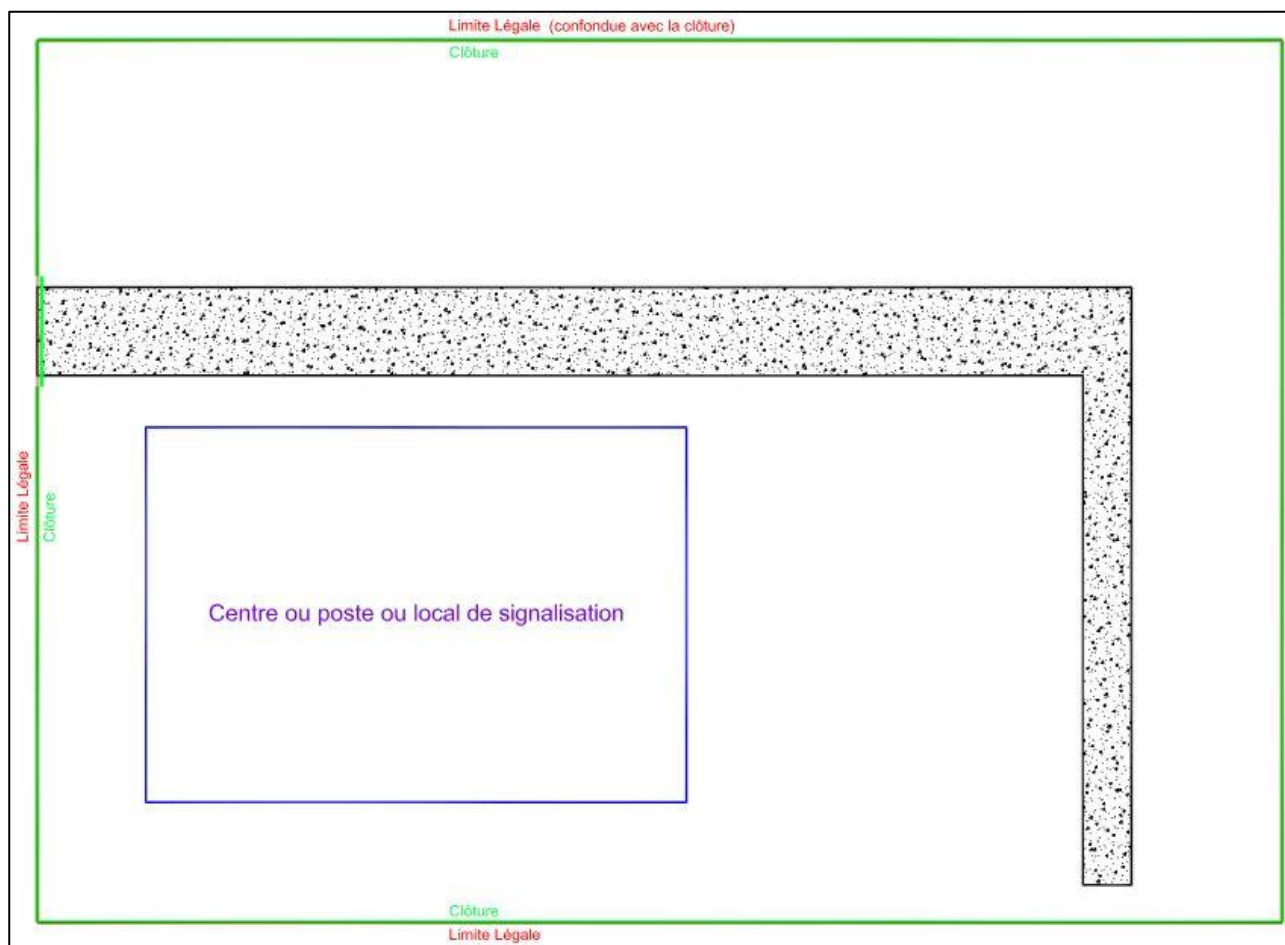 Limite Légale (confondue avec la clôture)
Clôture
Limite Légale
Clôture
Centre ou poste ou local de signalisation
Clôture
Limite Légale